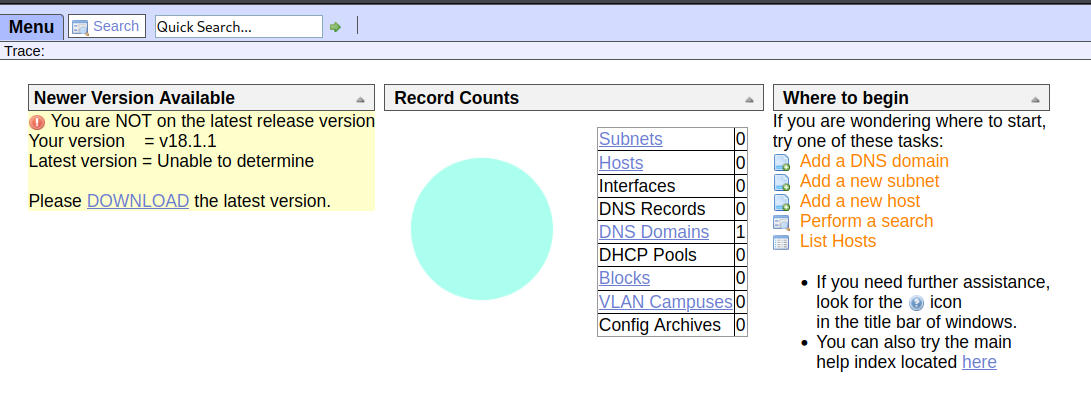 Menu Search Quick Search...
Trace:
Newer Version Available
You are NOT on the latest release version
Your version = v18.1.1
Latest version = Unable to determine
Please DOWNLOAD the latest version.
Record Counts
Subnets 0
Hosts 0
Interfaces 0
DNS Records 0
DNS Domains 1
DHCP Pools 0
Blocks 0
VLAN Campuses 0
Config Archives 0
Where to begin
If you are wondering where to start,
try one of these tasks:
Add a DNS domain
Add a new subnet
Add a new host
Perform a search
List Hosts
• If you need further assistance,
look for the ? icon
in the title bar of windows.
• You can also try the main
help index located here